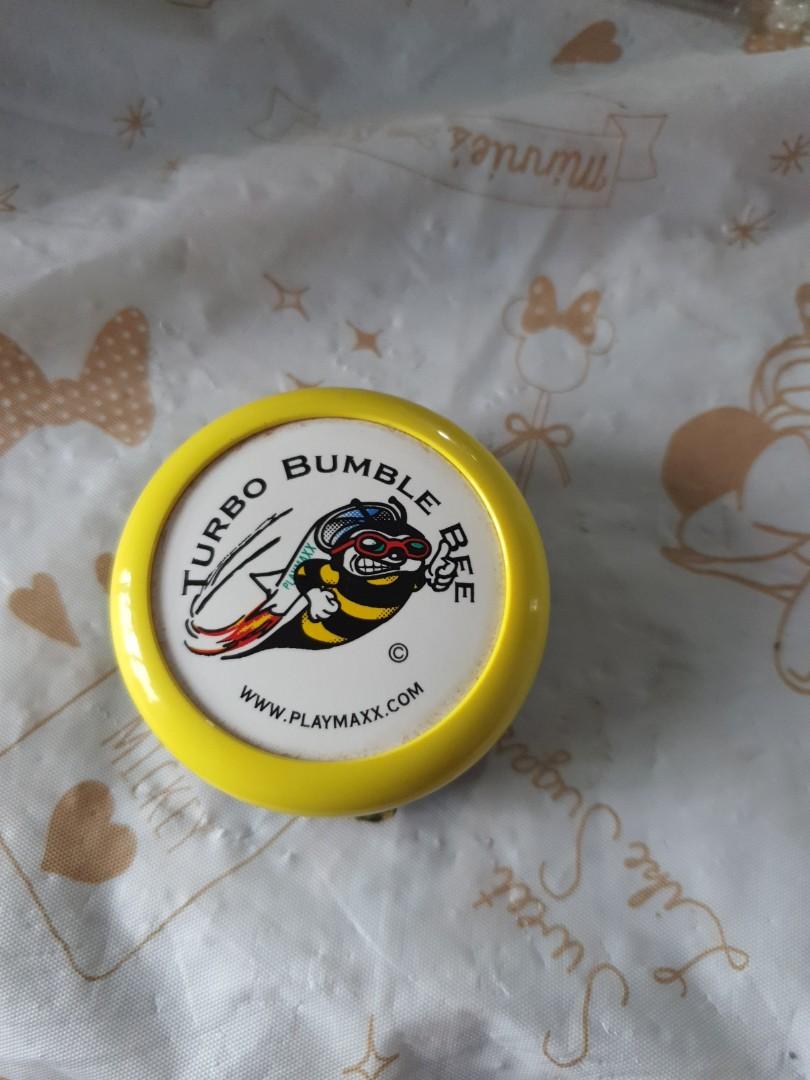 Minnie's
TURBO BUMBLE BEE
PLAYMAXX
©
WWW.PLAYMAXX.COM
MICKEY
Sweet
Like Sugar